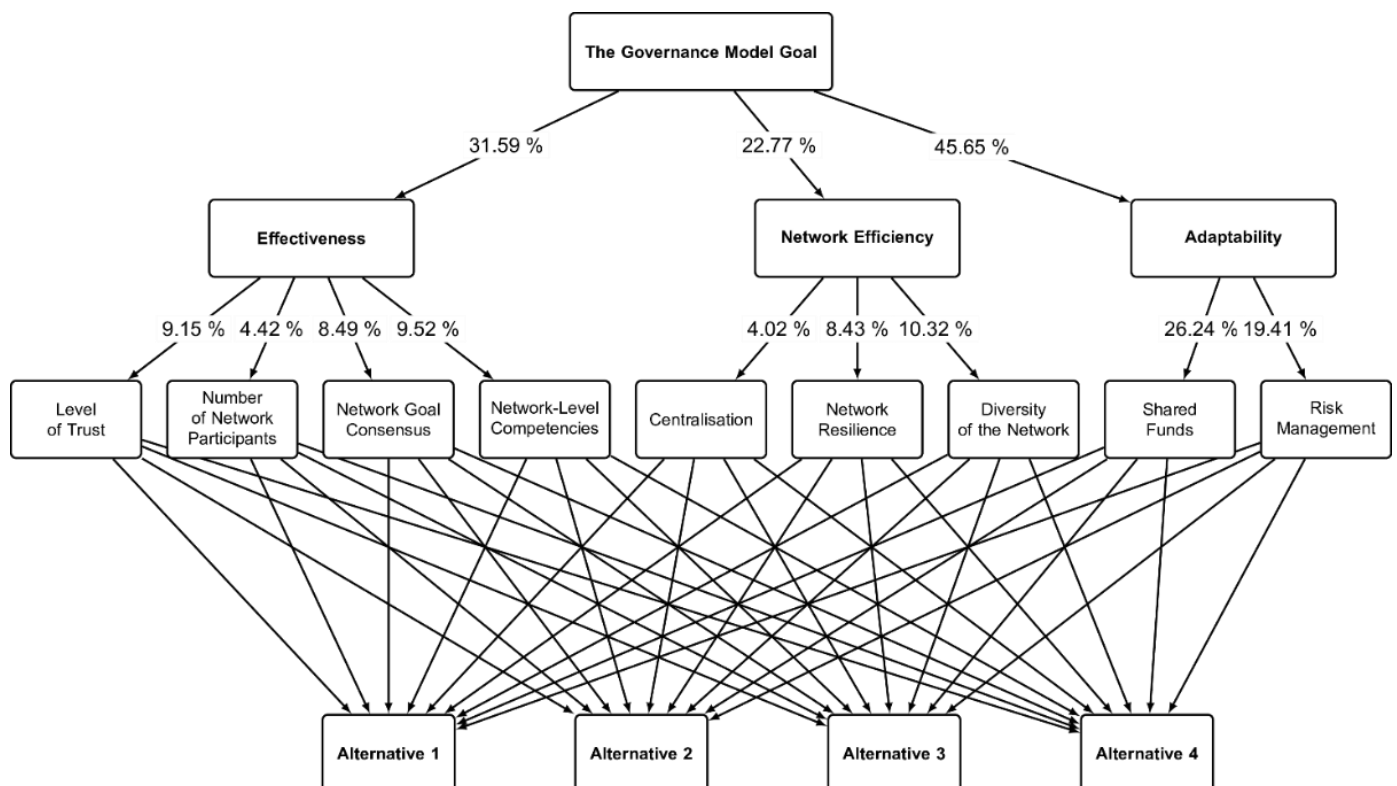 The Governance Model Goal
31.59 %
22.77 %
45.65 %
Effectiveness
Network Efficiency
Adaptability
9.15 %
4.42 %
8.49 %
9.52 %
4.02 %
8.43 %
10.32 %
26.24 %
19.41 %
Level
of Trust
Number
of Network
Participants
Network Goal
Consensus
Network-Level
Competencies
Centralisation
Network
Resilience
Diversity
of the Network
Shared
Funds
Risk
Management
Alternative 1
Alternative 2
Alternative 3
Alternative 4